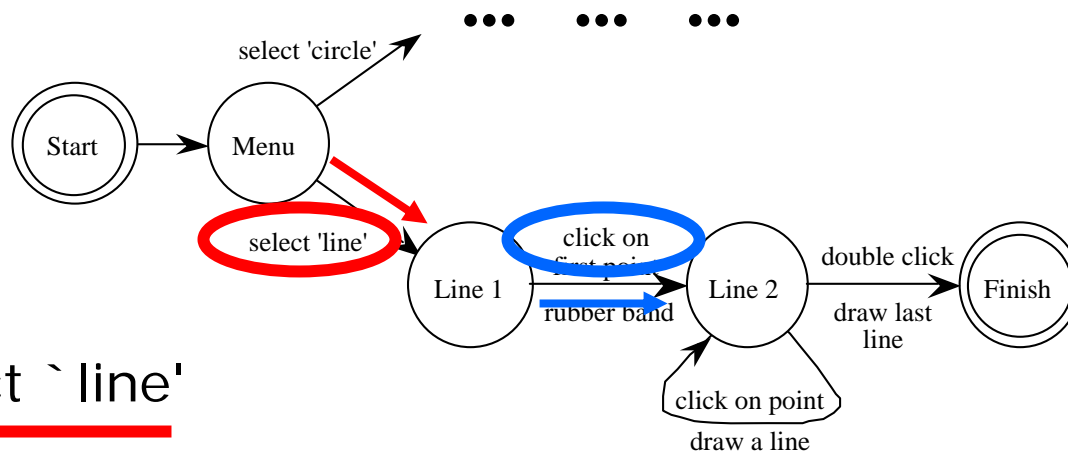 ••• ••• •••
select 'circle'
Start
Menu
select 'line'
click on
first point
rubber band
Line 1
Line 2
double click
draw last
line
Finish
click on point
draw a line
ct `line'